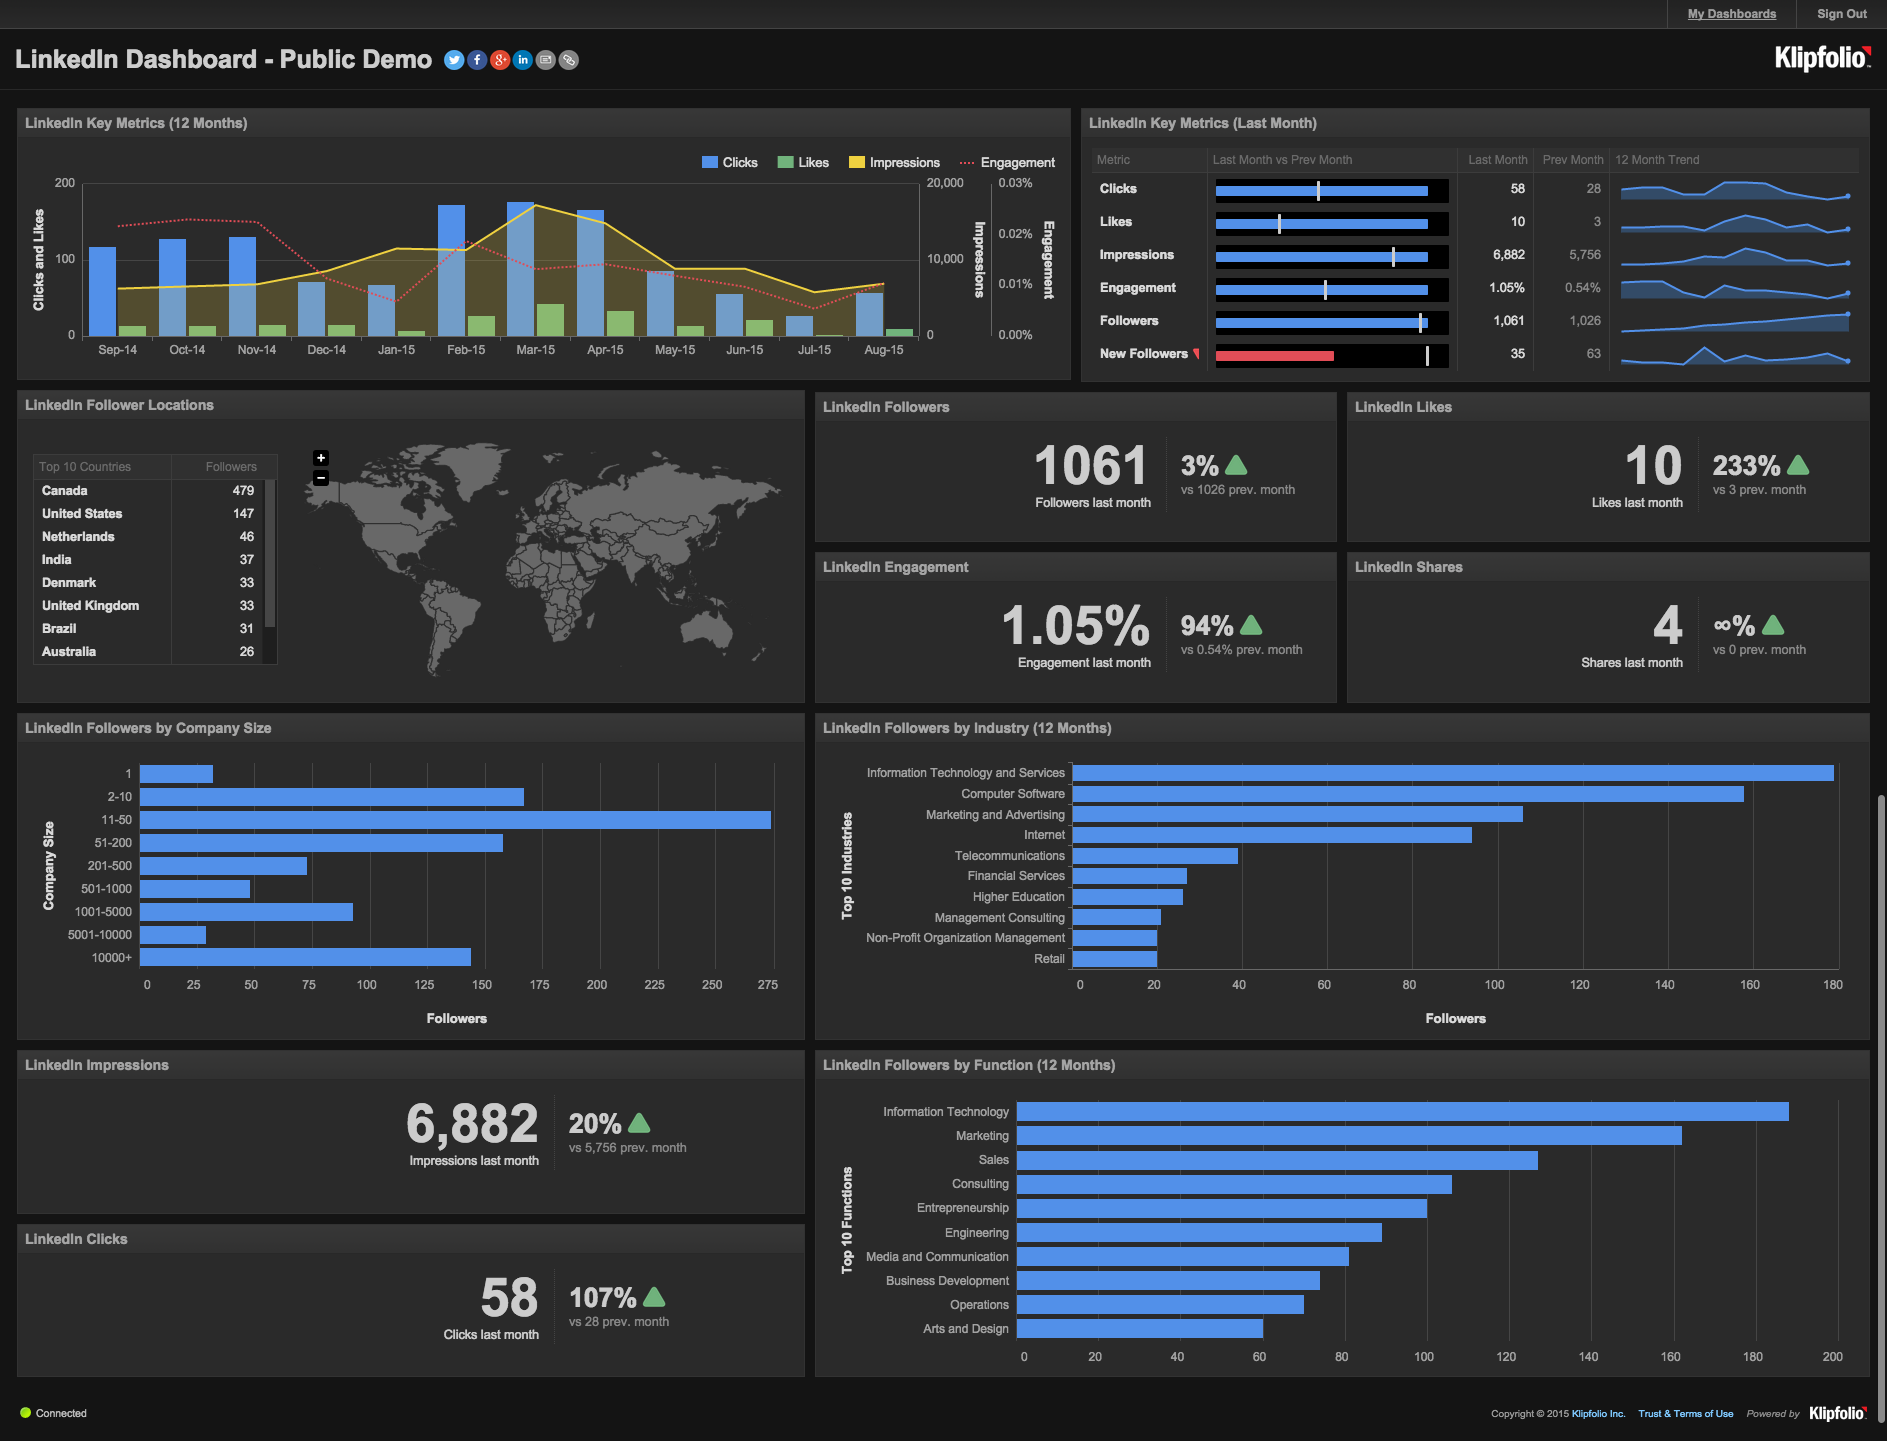 My Dashboards
Sign Out
LinkedIn Dashboard - Public Demo
Klipfolio
LinkedIn Key Metrics (12 Months)
Clicks Likes Impressions Engagement
Clicks and Likes
200
100
0
20,000
10,000
0
Impressions
0.03%
0.02%
0.01%
0.00%
Engagement
Sep-14 Oct-14 Nov-14 Dec-14 Jan-15 Feb-15 Mar-15 Apr-15 May-15 Jun-15 Jul-15 Aug-15
LinkedIn Key Metrics (Last Month)
Metric Last Month vs Prev Month Last Month Prev Month 12 Month Trend
Clicks 58 28
Likes 10 3
Impressions 6,882 5,756
Engagement 1.05% 0.54%
Followers 1,061 1,026
New Followers 35 63
LinkedIn Follower Locations
Top 10 Countries Followers
Canada 479
United States 147
Netherlands 46
India 37
Denmark 33
United Kingdom 33
Brazil 31
Australia 26
+
−
LinkedIn Followers
1061
Followers last month
3%
vs 1026 prev. month
LinkedIn Likes
10
Likes last month
233%
vs 3 prev. month
LinkedIn Engagement
1.05%
Engagement last month
94%
vs 0.54% prev. month
LinkedIn Shares
4
Shares last month
∞%
vs 0 prev. month
LinkedIn Followers by Company Size
Company Size
1
2-10
11-50
51-200
201-500
501-1000
1001-5000
5001-10000
10000+
0 25 50 75 100 125 150 175 200 225 250 275
Followers
LinkedIn Followers by Industry (12 Months)
Top 10 Industries
Information Technology and Services
Computer Software
Marketing and Advertising
Internet
Telecommunications
Financial Services
Higher Education
Management Consulting
Non-Profit Organization Management
Retail
0 20 40 60 80 100 120 140 160 180
Followers
LinkedIn Impressions
6,882
Impressions last month
20%
vs 5,756 prev. month
LinkedIn Clicks
58
Clicks last month
107%
vs 28 prev. month
LinkedIn Followers by Function (12 Months)
Top 10 Functions
Information Technology
Marketing
Sales
Consulting
Entrepreneurship
Engineering
Media and Communication
Business Development
Operations
Arts and Design
0 20 40 60 80 100 120 140 160 180 200
Connected
Copyright © 2015 Klipfolio Inc. Trust & Terms of Use Powered by Klipfolio